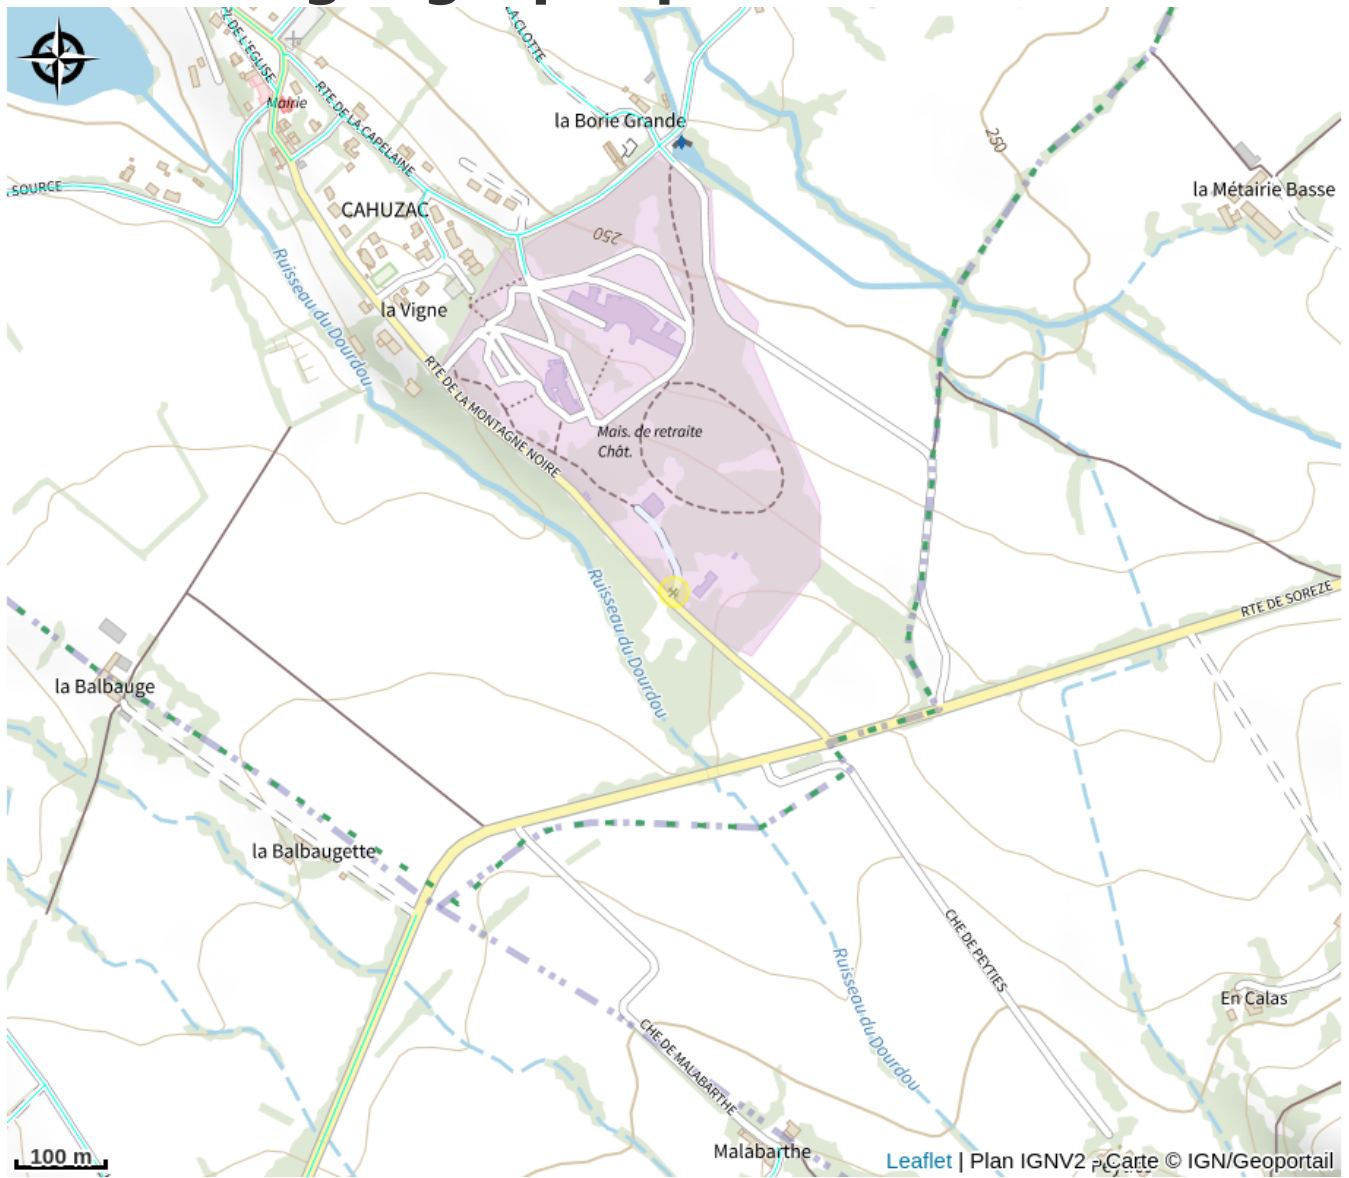 PL DE L'EGLISE
LA CLOTTE
Mairie
RTE DE LA CAPELAINE
la Borie Grande
250
SOURCE
la Métairie Basse
CAHUZAC
250
Ruisseau du Dourdou
la Vigne
RTE DE LA MONTAGNE NOIRE
Mais. de retraite
Chât.
Ruisseau du Dourdou
RTE DE SOREZE
la Balbauge
la Balbaugette
CHE DE PEYTIES
Ruisseau du Dourdou
En Calas
CHE DE MALABARTHE
Malabarthe
100 m
Leaflet | Plan IGNV2 - Carte © IGN/Geoportail